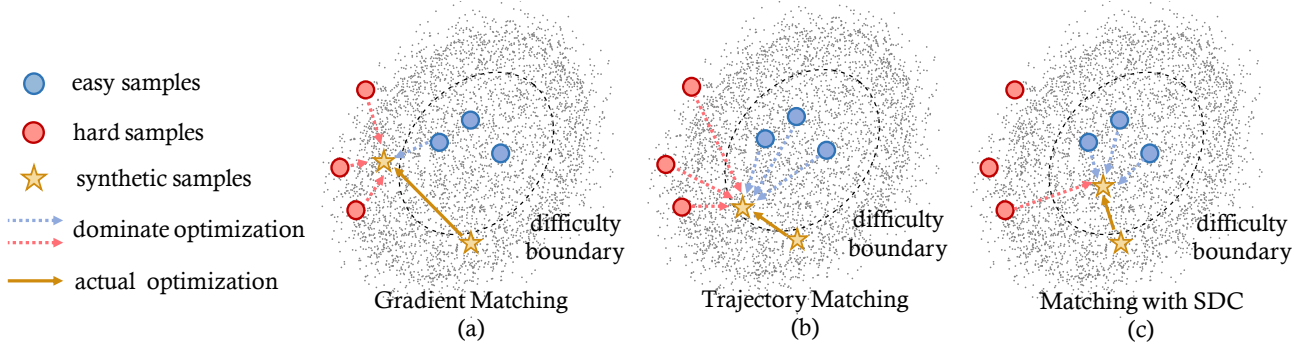 easy samples
hard samples
synthetic samples
dominate optimization
actual optimization
difficulty
boundary
Gradient Matching
(a)
difficulty
boundary
Trajectory Matching
(b)
difficulty
boundary
Matching with SDC
(c)